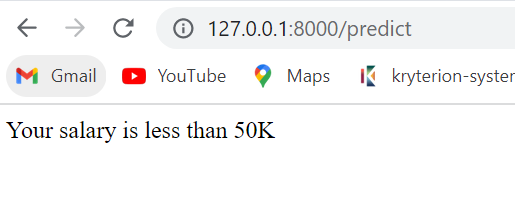 127.0.0.1:8000/predict
Gmail YouTube Maps kryterion-syster
Your salary is less than 50K